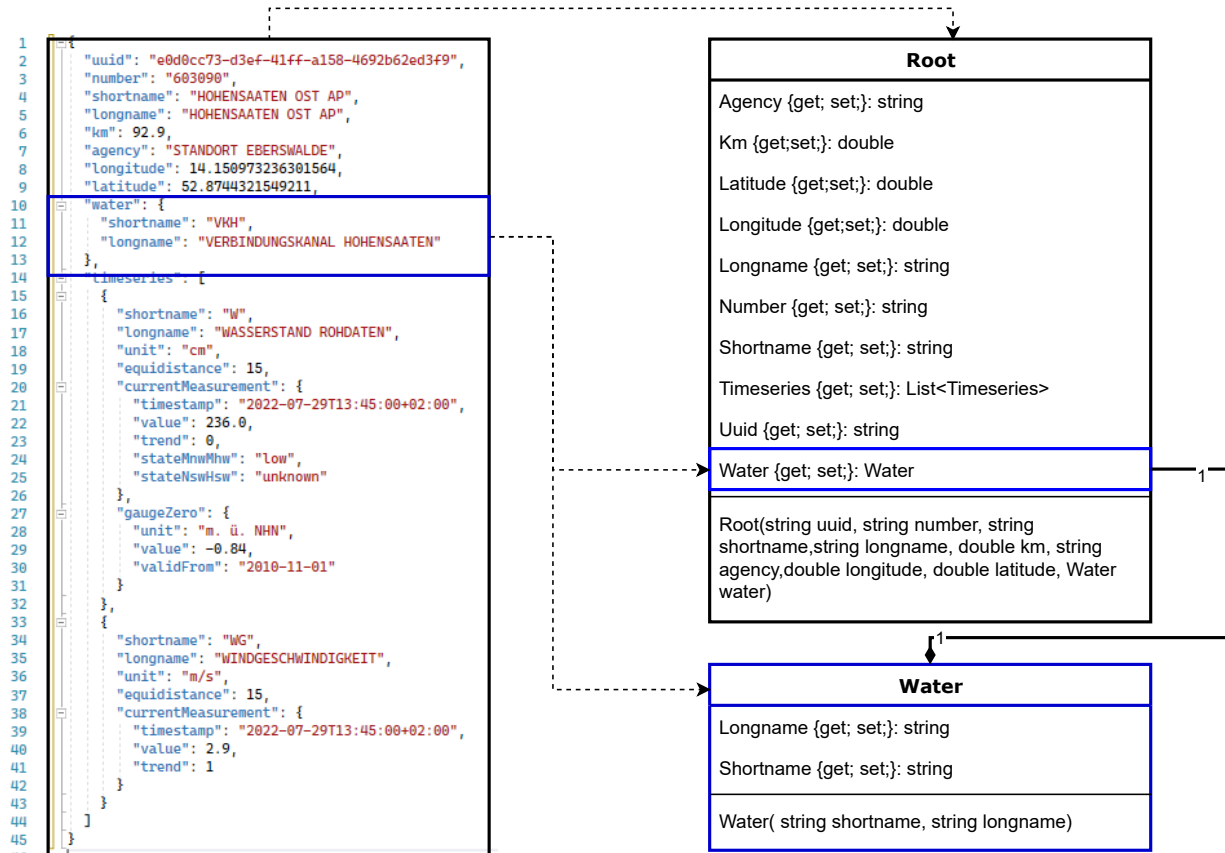 1 {
2 "uuid": "e0d0cc73-d3ef-41ff-a158-4692b62ed3f9",
3 "number": "603090",
4 "shortname": "HOHENSAATEN OST AP",
5 "longname": "HOHENSAATEN OST AP",
6 "km": 92.9,
7 "agency": "STANDORT EBERSWALDE",
8 "longitude": 14.150973236301564,
9 "latitude": 52.8744321549211,
10 "water": {
11 "shortname": "VKH",
12 "longname": "VERBINDUNGSKANAL HOHENSAATEN"
13 },
14 "timeseries": [
15 {
16 "shortname": "W",
17 "longname": "WASSERSTAND ROHDATEN",
18 "unit": "cm",
19 "equidistance": 15,
20 "currentMeasurement": {
21 "timestamp": "2022-07-29T13:45:00+02:00",
22 "value": 236.0,
23 "trend": 0,
24 "stateMnwMhw": "low",
25 "stateNswHsw": "unknown"
26 },
27 "gaugeZero": {
28 "unit": "m. ü. NHN",
29 "value": -0.84,
30 "validFrom": "2010-11-01"
31 }
32 },
33 {
34 "shortname": "WG",
35 "longname": "WINDGESCHWINDIGKEIT",
36 "unit": "m/s",
37 "equidistance": 15,
38 "currentMeasurement": {
39 "timestamp": "2022-07-29T13:45:00+02:00",
40 "value": 2.9,
41 "trend": 1
42 }
43 }
44 ]
45 }
Root
Agency {get; set;}: string
Km {get;set;}: double
Latitude {get;set;}: double
Longitude {get;set;}: double
Longname {get; set;}: string
Number {get; set;}: string
Shortname {get; set;}: string
Timeseries {get; set;}: List<Timeseries>
Uuid {get; set;}: string
Water {get; set;}: Water
1
Root(string uuid, string number, string
shortname,string longname, double km, string
agency,double longitude, double latitude, Water
water)
1
Water
Longname {get; set;}: string
Shortname {get; set;}: string
Water( string shortname, string longname)